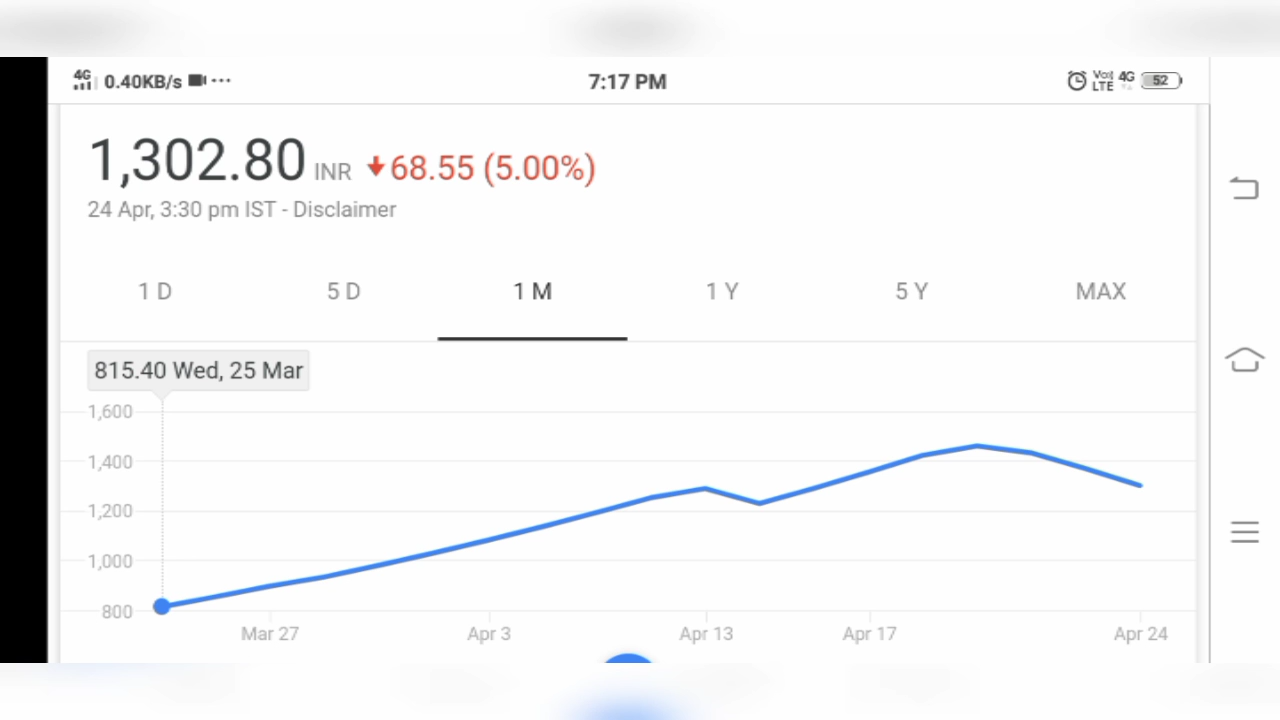 4G 0.40KB/s ... 7:17 PM Vo) LTE 4G 52
1,302.80 INR 68.55 (5.00%)
24 Apr, 3:30 pm IST - Disclaimer
1 D 5 D 1 M 1 Y 5 Y MAX
815.40 Wed, 25 Mar
1,600
1,400
1,200
1,000
800
Mar 27 Apr 3 Apr 13 Apr 17 Apr 24